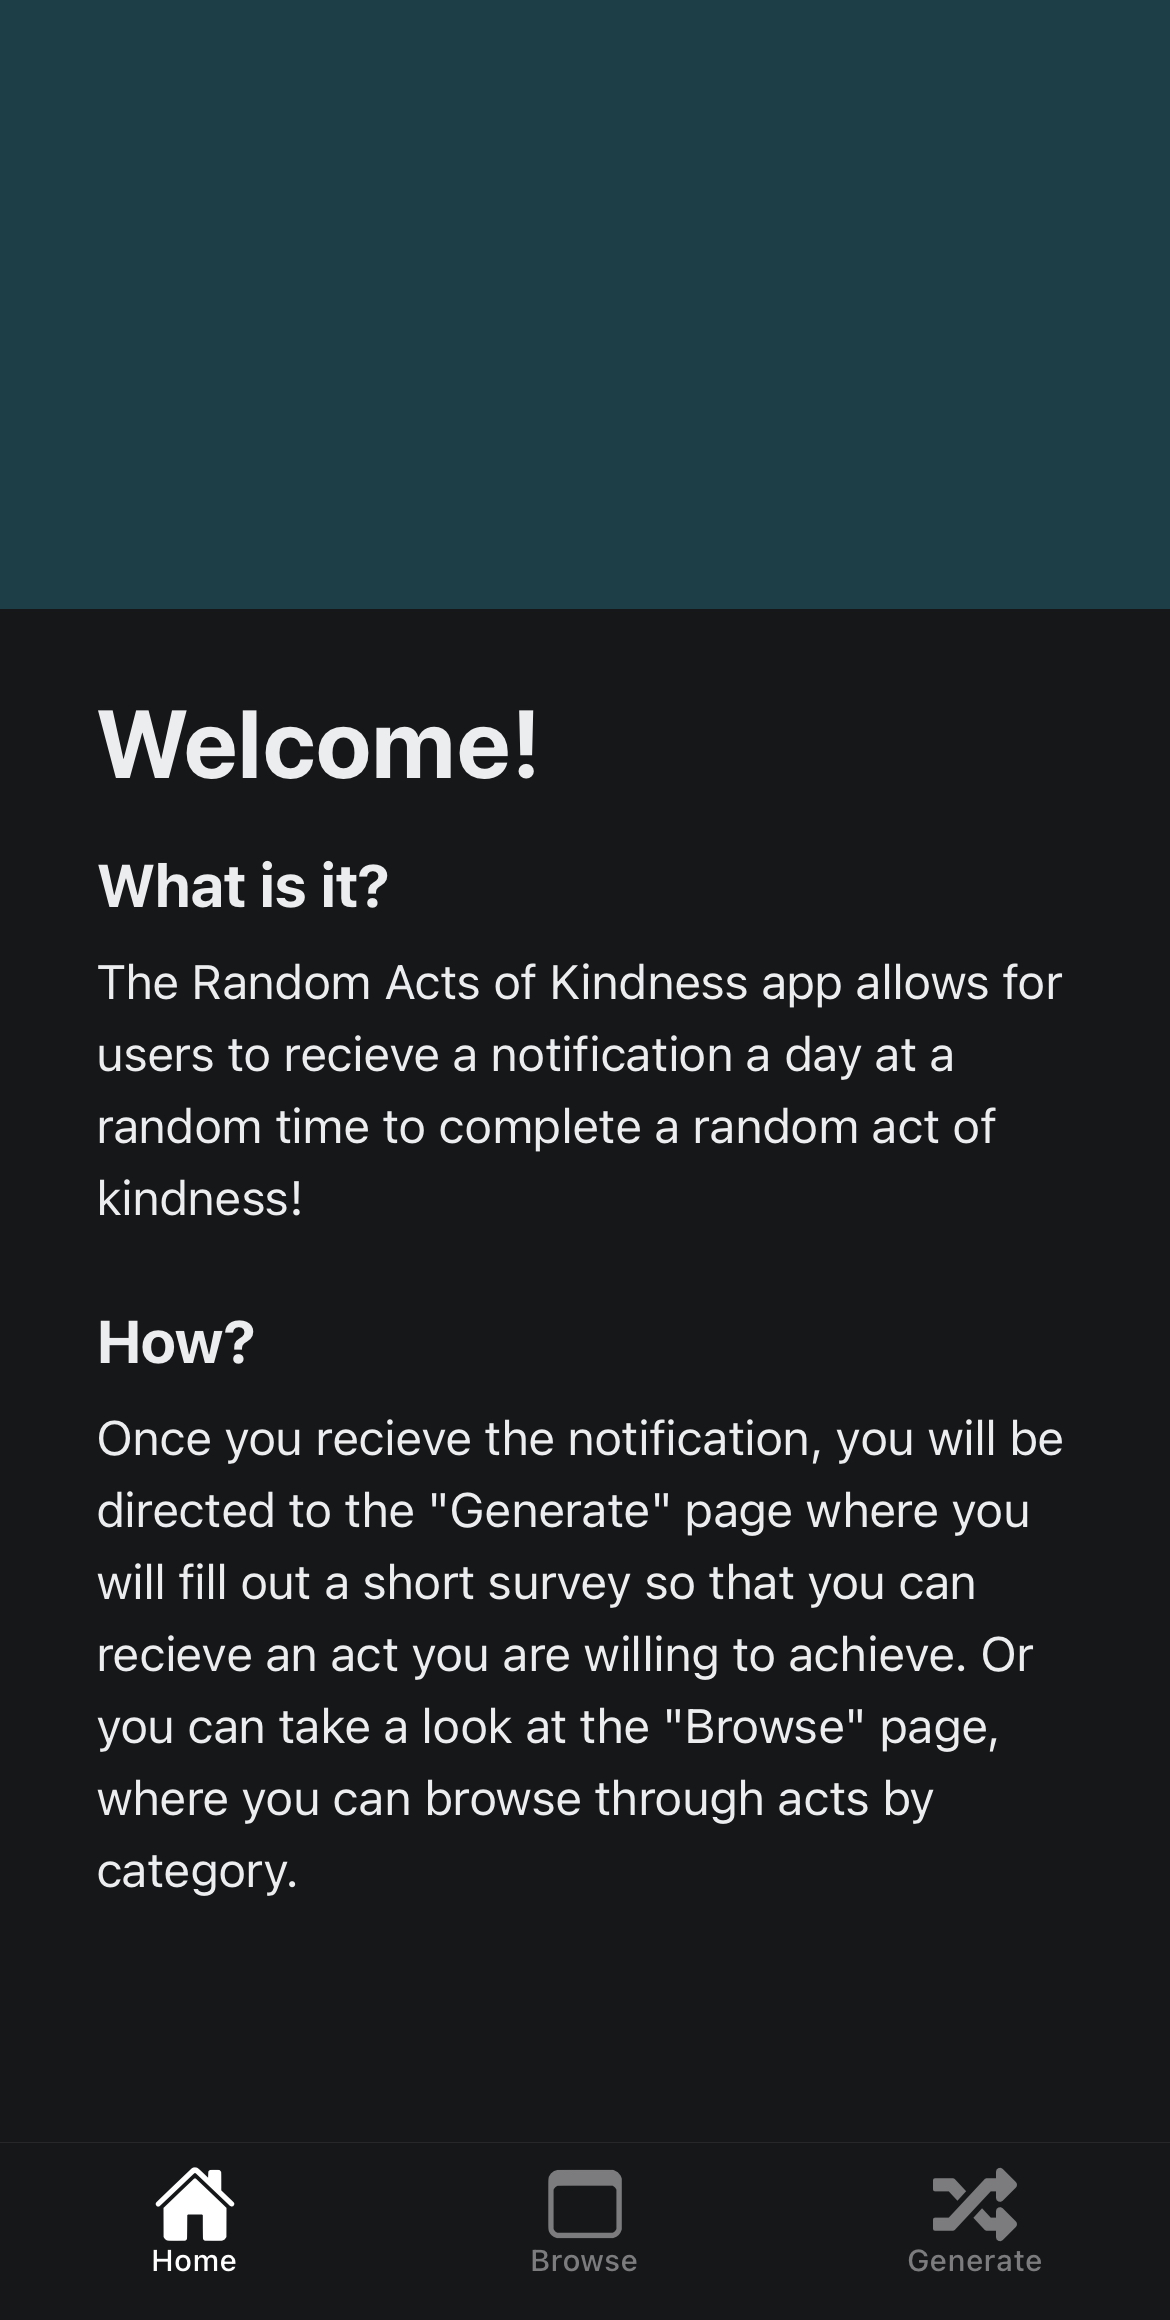 Welcome!
What is it?
The Random Acts of Kindness app allows for
users to recieve a notification a day at a
random time to complete a random act of
kindness!
How?
Once you recieve the notification, you will be
directed to the "Generate" page where you
will fill out a short survey so that you can
recieve an act you are willing to achieve. Or
you can take a look at the "Browse" page,
where you can browse through acts by
category.
Home
Browse
Generate